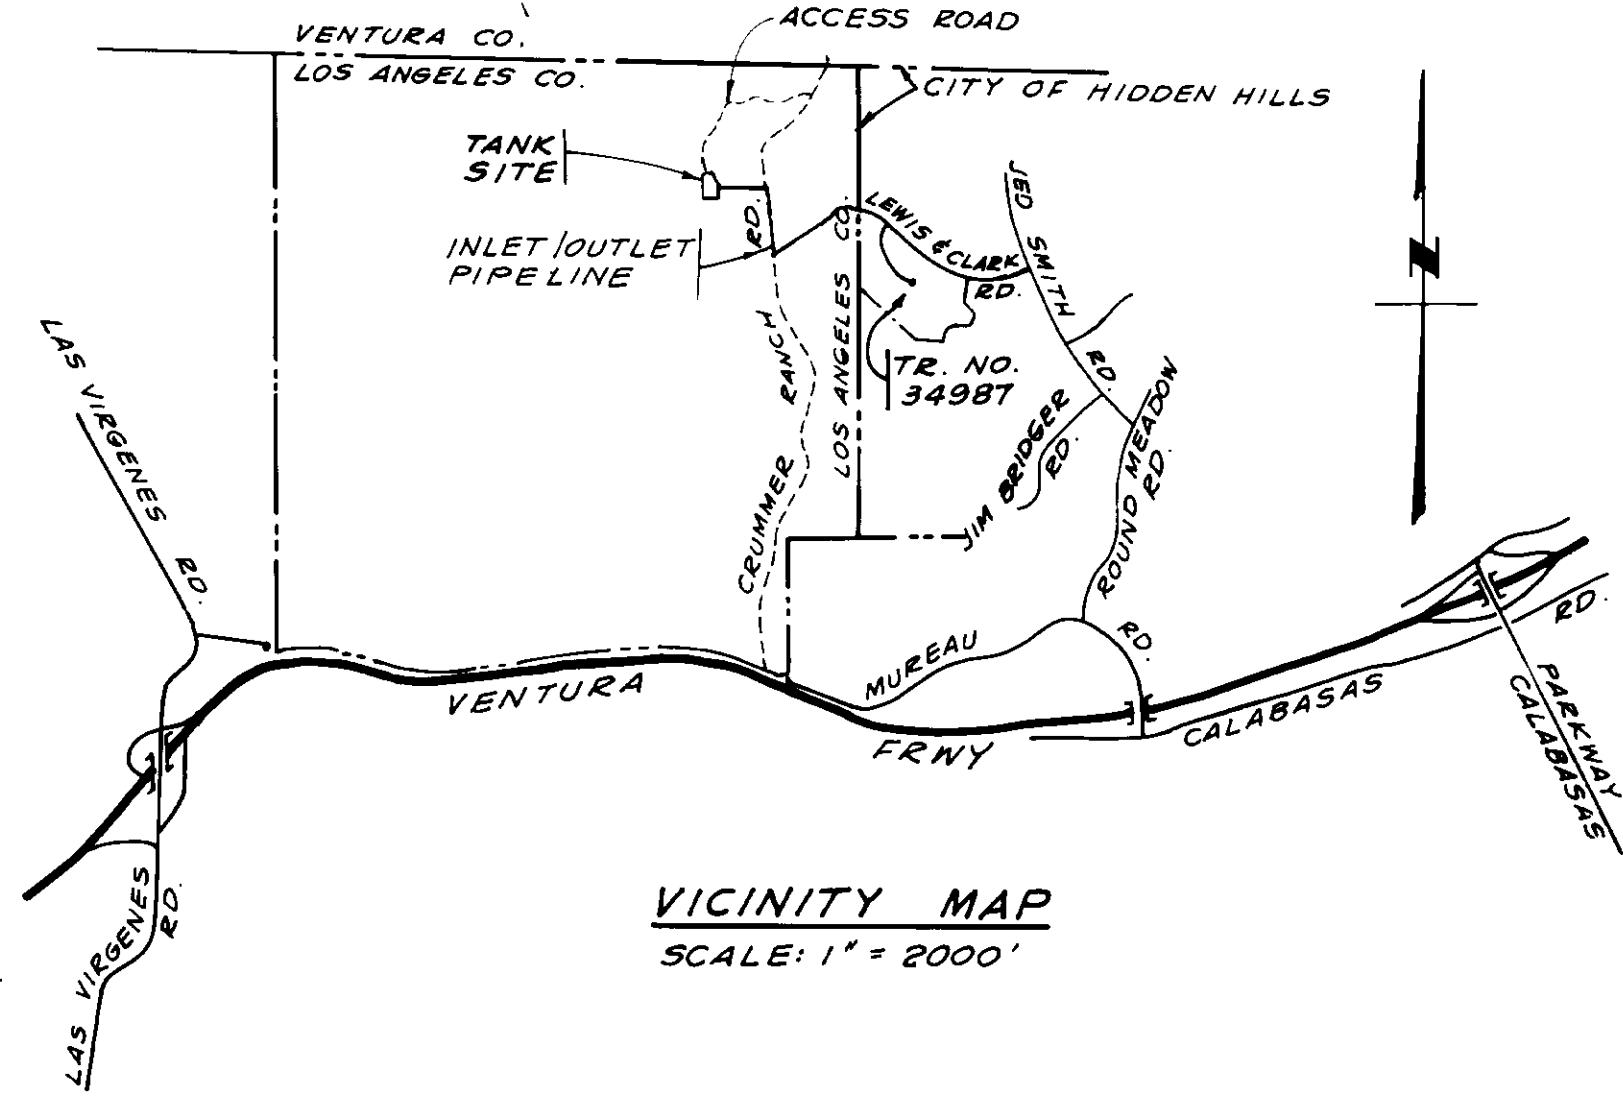 ACCESS ROAD
VENTURA CO.
LOS ANGELES CO.
CITY OF HIDDEN HILLS
TANK
SITE
INLET/OUTLET
PIPELINE
CRUMMER RANCH RD.
LOS ANGELES CO.
LEWIS & CLARK RD.
JED SMITH RD.
N
TR. NO.
34987
JIM BRIDGER
RD.
ROUND MEADOW
RD.
LAS VIRGENES RD.
MUREAU RD.
VENTURA FRWY
CALABASAS RD.
PARKWAY
CALABASAS
LAS VIRGENES
RD.
VICINITY MAP
SCALE: 1" = 2000'